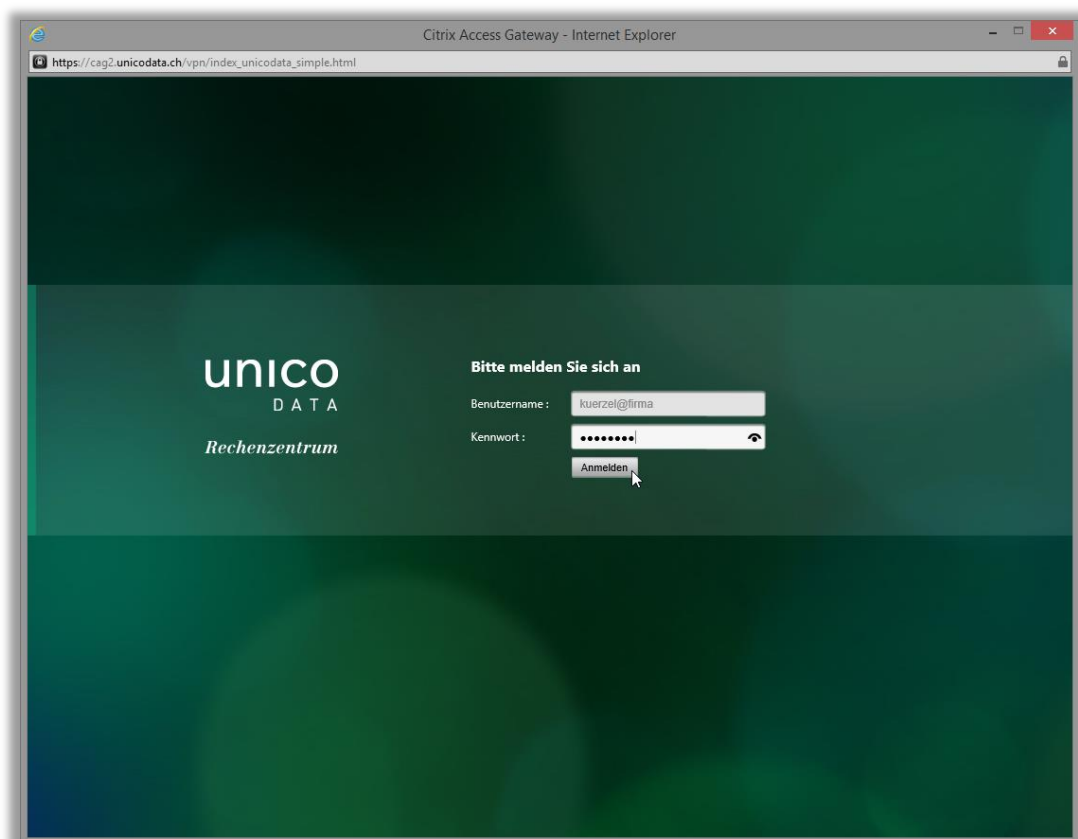 Citrix Access Gateway - Internet Explorer
https://cag2.unicodata.ch/vpn/index_unicodata_simple.html
unico
DATA
Rechenzentrum
Bitte melden Sie sich an
Benutzername : kuerzel@firma
Kennwort : ••••••••
Anmelden